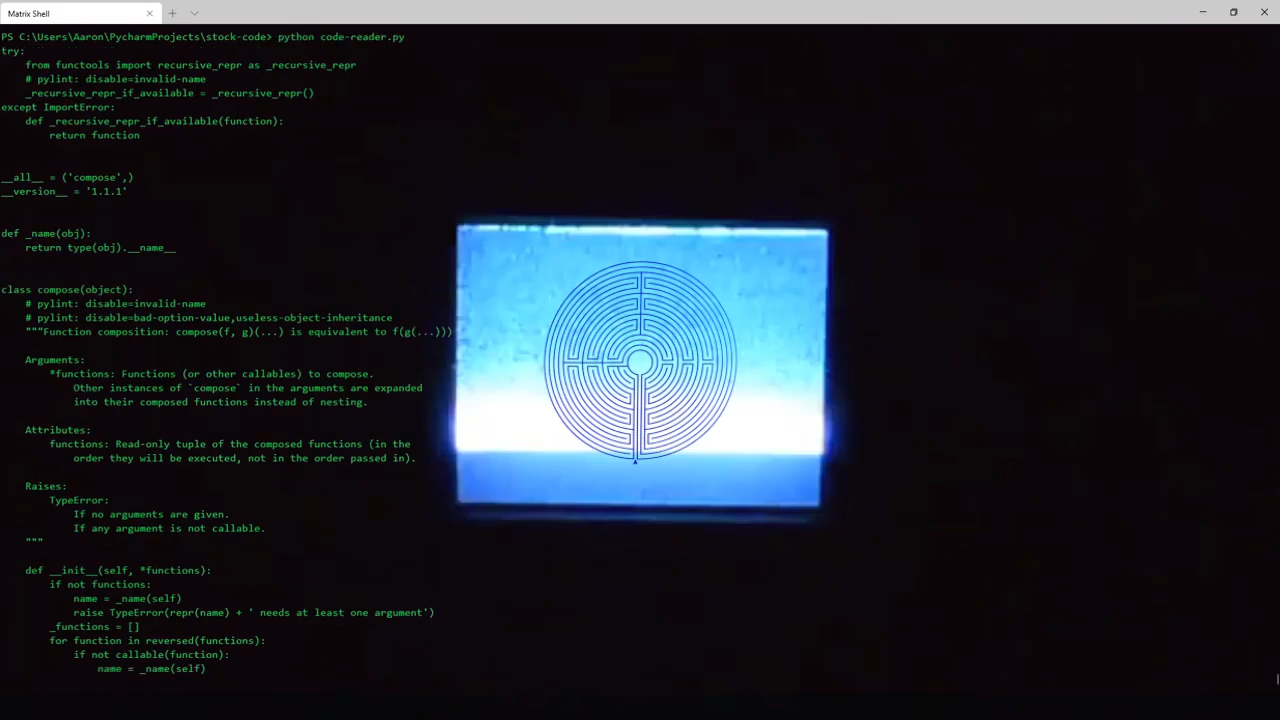 Matrix Shell
PS C:\Users\Aaron\PycharmProjects\stock-code> python code-reader.py
try:
    from functools import recursive_repr as _recursive_repr
    # pylint: disable=invalid-name
    _recursive_repr_if_available = _recursive_repr()
except ImportError:
    def _recursive_repr_if_available(function):
        return function
__all__ = ('compose',)
__version__ = '1.1.1'
def _name(obj):
    return type(obj).__name__
class compose(object):
    # pylint: disable=invalid-name
    # pylint: disable=bad-option-value,useless-object-inheritance
    """Function composition: compose(f, g)(...) is equivalent to f(g(...)))
    Arguments:
        *functions: Functions (or other callables) to compose.
            Other instances of `compose` in the arguments are expanded
            into their composed functions instead of nesting.
    Attributes:
        functions: Read-only tuple of the composed functions (in the
            order they will be executed, not in the order passed in).
    Raises:
        TypeError:
            If no arguments are given.
            If any argument is not callable.
    """
    def __init__(self, *functions):
        if not functions:
            name = _name(self)
            raise TypeError(repr(name) + ' needs at least one argument')
        _functions = []
        for function in reversed(functions):
            if not callable(function):
                name = _name(self)